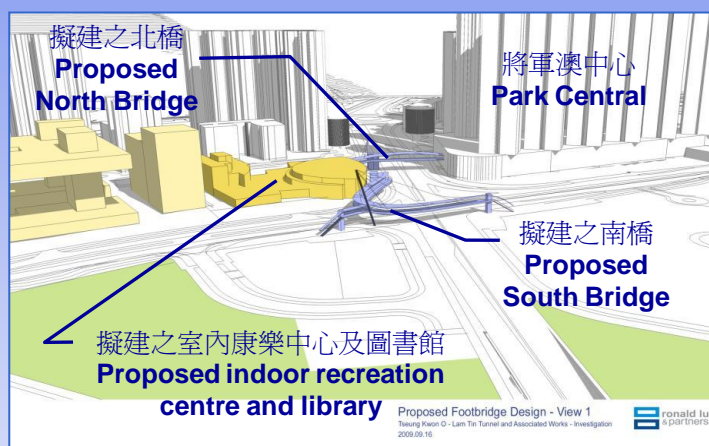 擬建之北橋
Proposed
North Bridge
將軍澳中心
Park Central
擬建之南橋
Proposed
South Bridge
擬建之室內康樂中心及圖書館
Proposed indoor recreation
centre and library
Proposed Footbridge Design - View 1
Tseung Kwon O - Lam Tin Tunnel and Associated Works - Investigation
2009.09.16
ronald lu
& partners